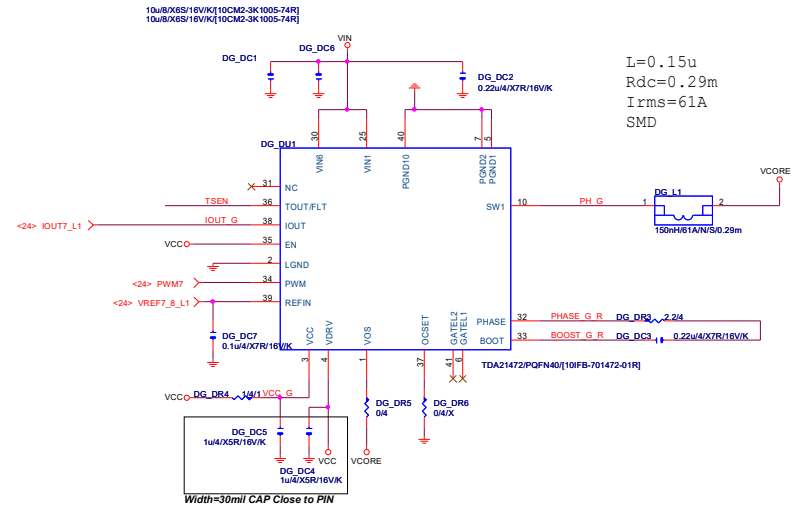 10u/8/X6S/16V/K/[10CM2-3K1005-74R]
10u/8/X6S/16V/K/[10CM2-3K1005-74R]
VIN
DG_DC6
DG_DC1
DG_DC2
0.22u/4/X7R/16V/K
L=0.15u
Rdc=0.29m
Irms=61A
SMD
DG_DU1
30
25
40
7
5
VIN6
VIN1
PGND10
PGND2
PGND1
31
NC
TSEN
36
TOUT/FLT
<24> IOUT7_L1
IOUT_G
38
IOUT
VCC
35
EN
2
LGND
<24> PWM7
34
PWM
<24> VREF7_8_L1
39
REFIN
SW1
10
PH_G
1
DG_L1
2
150nH/61A/N/S/0.29m
VCORE
PHASE
32
PHASE_G_R
DG_DR3
2.2/4
BOOT
33
BOOST_G_R
DG_DC3
0.22u/4/X7R/16V/K
DG_DC7
0.1u/4/X7R/16V/K
VCC
VDRV
VOS
OCSET
GATEL2
GATEL1
3
4
1
37
41
6
TDA21472/PQFN40/[10IFB-701472-01R]
VCC
DG_DR4
1/4/1
VCC_G
DG_DR5
0/4
DG_DR6
0/4/X
DG_DC5
1u/4/X5R/16V/K
VCC
VCORE
DG_DC4
1u/4/X5R/16V/K
Width=30mil CAP Close to PIN